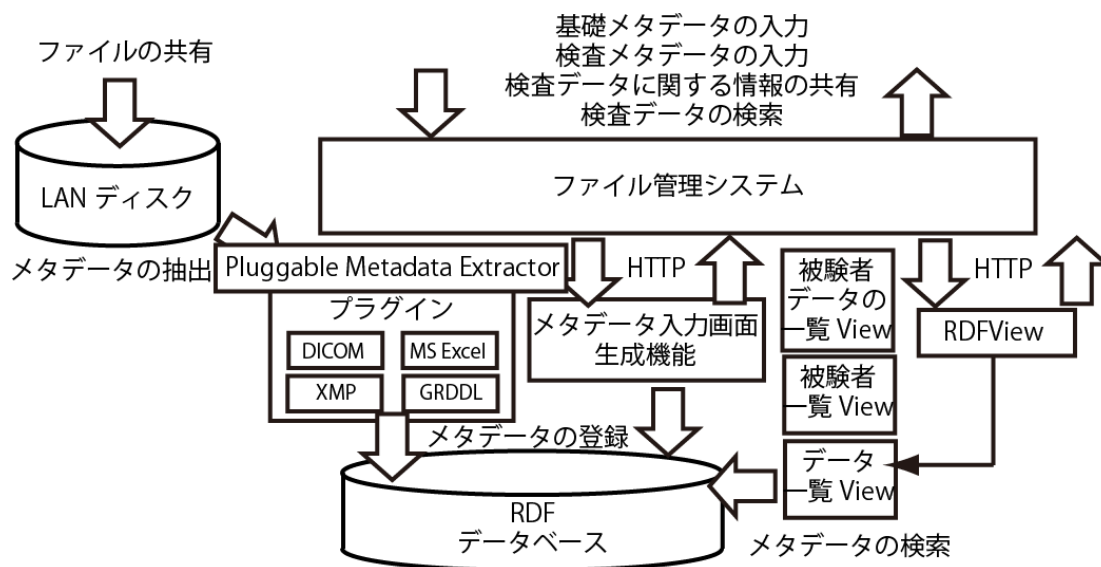 ファイルの共有
基礎メタデータの入力
検査メタデータの入力
検査データに関する情報の共有
検査データの検索
LAN ディスク
ファイル管理システム
メタデータの抽出
Pluggable Metadata Extractor
プラグイン
DICOM
MS Excel
XMP
GRDDL
HTTP
メタデータ入力画面
生成機能
被験者
データの
一覧 View
HTTP
RDFView
被験者
一覧 View
メタデータの登録
データ
一覧 View
RDF
データベース
メタデータの検索